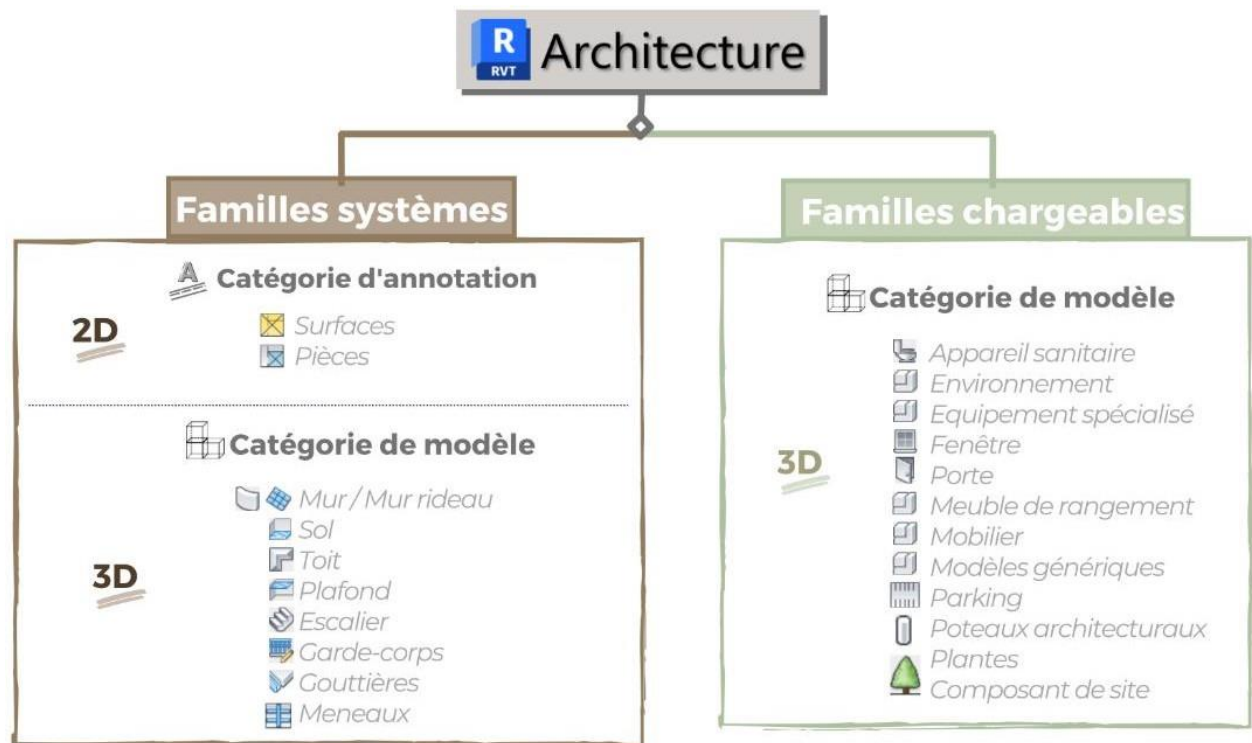 R
RVT
Architecture
Familles systèmes
A Catégorie d'annotation
2D
Surfaces
Pièces
Catégorie de modèle
3D
Mur / Mur rideau
Sol
Toit
Plafond
Escalier
Garde-corps
Gouttières
Meneaux
Familles chargeables
Catégorie de modèle
3D
Appareil sanitaire
Environnement
Equipement spécialisé
Fenêtre
Porte
Meuble de rangement
Mobilier
Modèles génériques
Parking
Poteaux architecturaux
Plantes
Composant de site